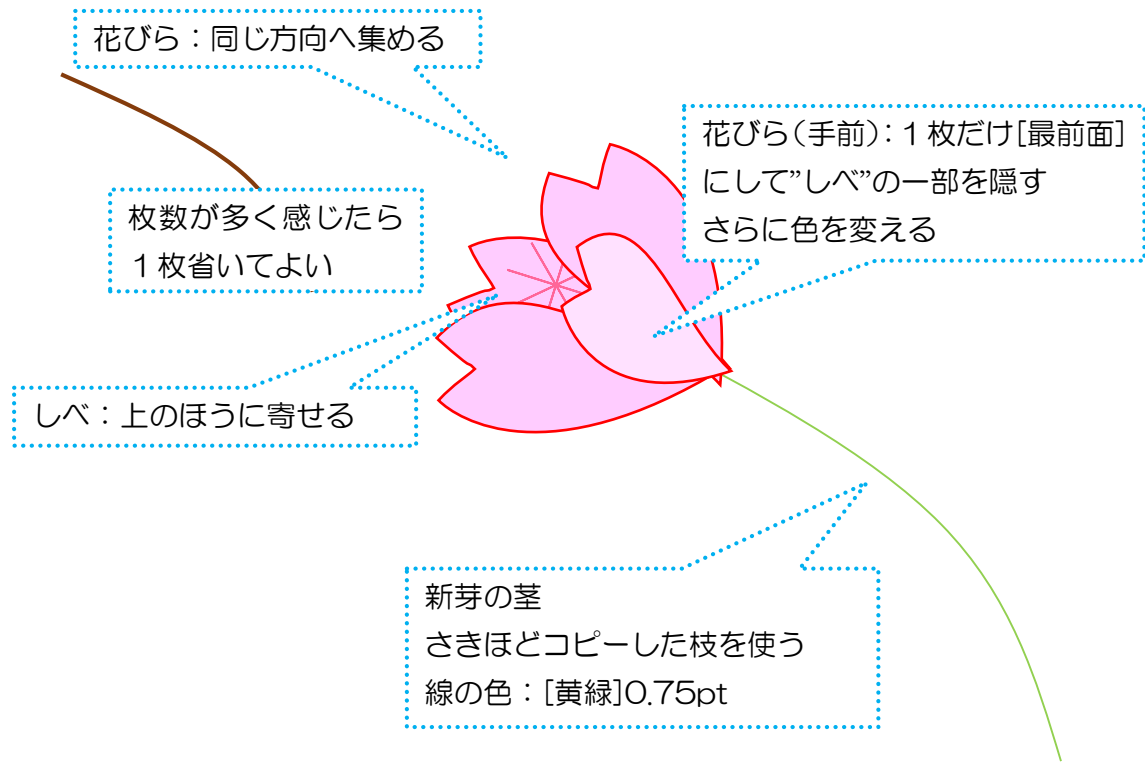 花びら：同じ方向へ集める
花びら（手前）：１枚だけ[最前面]
にして”しべ”の一部を隠す
さらに色を変える
枚数が多く感じたら
１枚省いてよい
しべ：上のほうに寄せる
新芽の茎
さきほどコピーした枝を使う
線の色：[黄緑]0.75pt